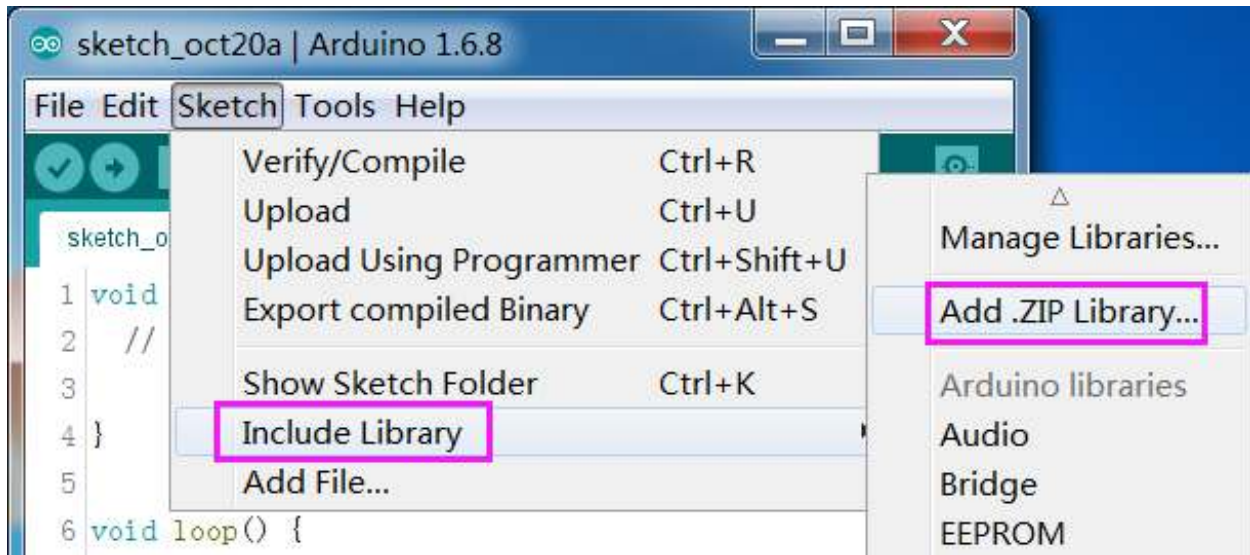 sketch_oct20a | Arduino 1.6.8
File Edit Sketch Tools Help
Verify/Compile Ctrl+R
Upload Ctrl+U
Upload Using Programmer Ctrl+Shift+U
Export compiled Binary Ctrl+Alt+S
Show Sketch Folder Ctrl+K
Include Library
Add File...
Manage Libraries...
Add .ZIP Library...
Arduino libraries
Audio
Bridge
EEPROM
sketch_o
1 void
2 //
3
4 }
5
6 void loop() {